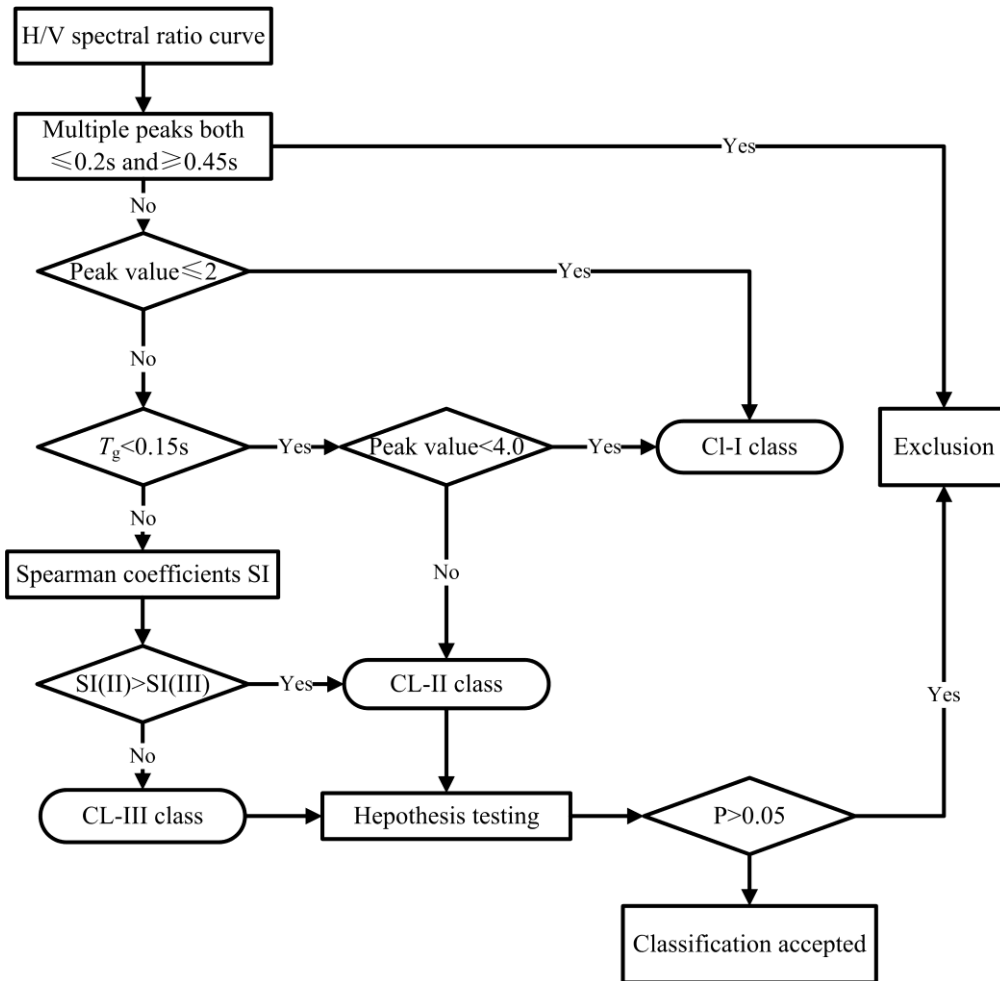 H/V spectral ratio curve
Multiple peaks both
≤0.2s and≥0.45s
Yes
No
Peak value≤2
Yes
No
Tg<0.15s
Yes
Peak value<4.0
Yes
Cl-I class
Exclusion
No
Spearman coefficients SI
No
SI(II)>SI(III)
Yes
CL-II class
Yes
No
CL-III class
Hepothesis testing
P>0.05
Classification accepted